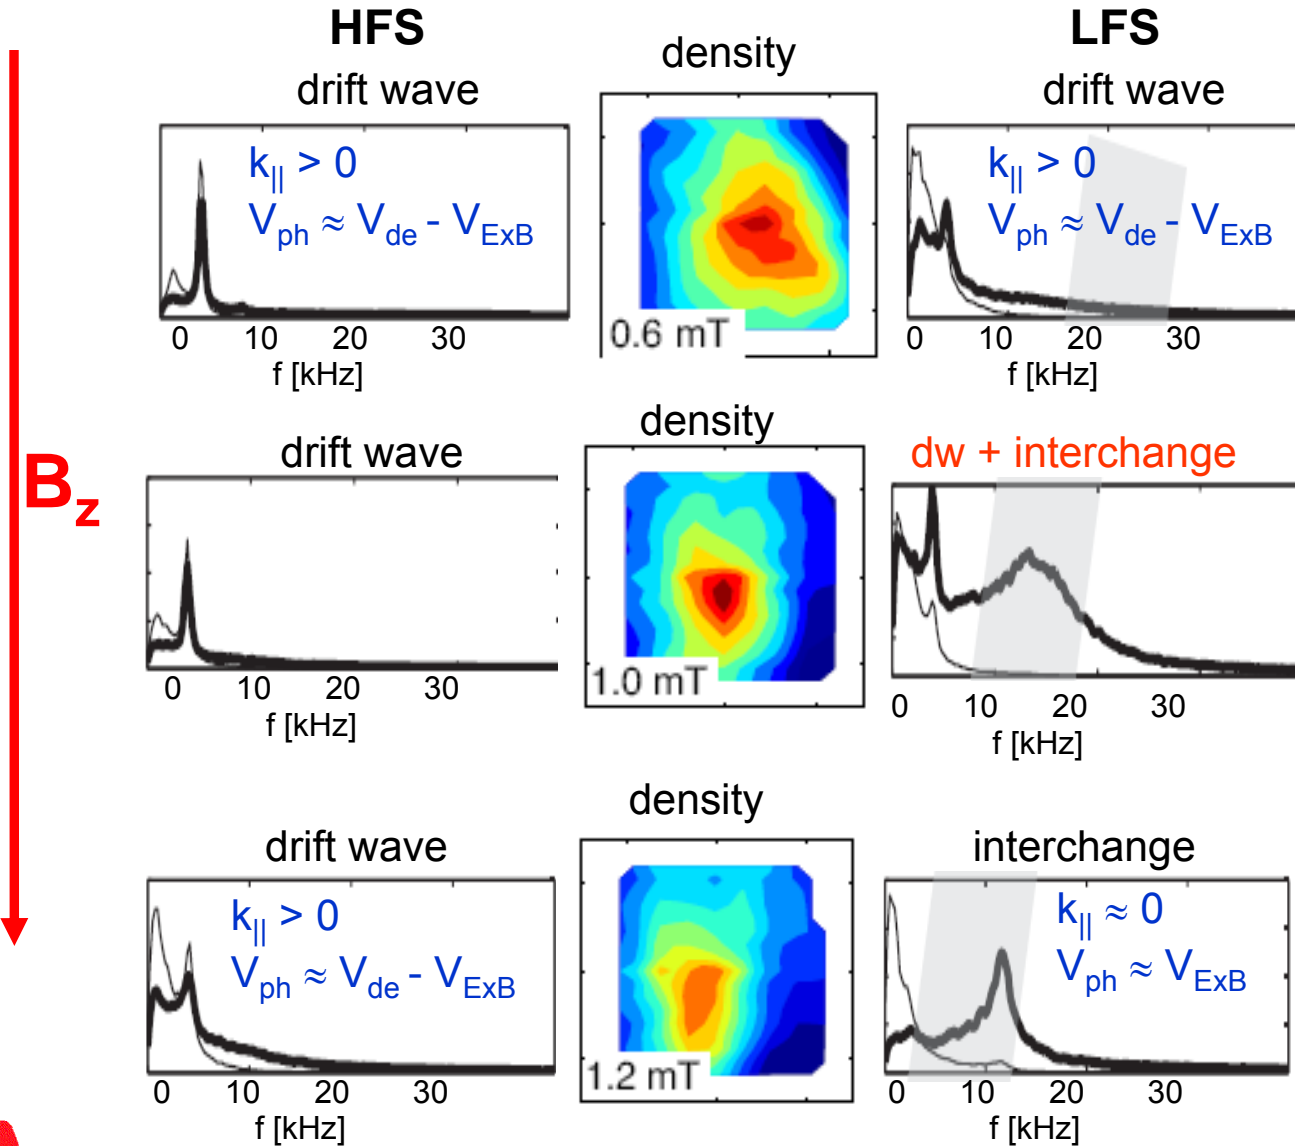 HFS
LFS
density
drift wave
drift wave
k|| > 0
Vph ≈ Vde - VExB
k|| > 0
Vph ≈ Vde - VExB
0.6 mT
0 10 20 30
f [kHz]
0 10 20 30
f [kHz]
Bz
density
drift wave
dw + interchange
1.0 mT
0 10 20 30
f [kHz]
0 10 20 30
f [kHz]
density
drift wave
interchange
k|| > 0
Vph ≈ Vde - VExB
k|| ≈ 0
Vph ≈ VExB
1.2 mT
0 10 20 30
f [kHz]
0 10 20 30
f [kHz]